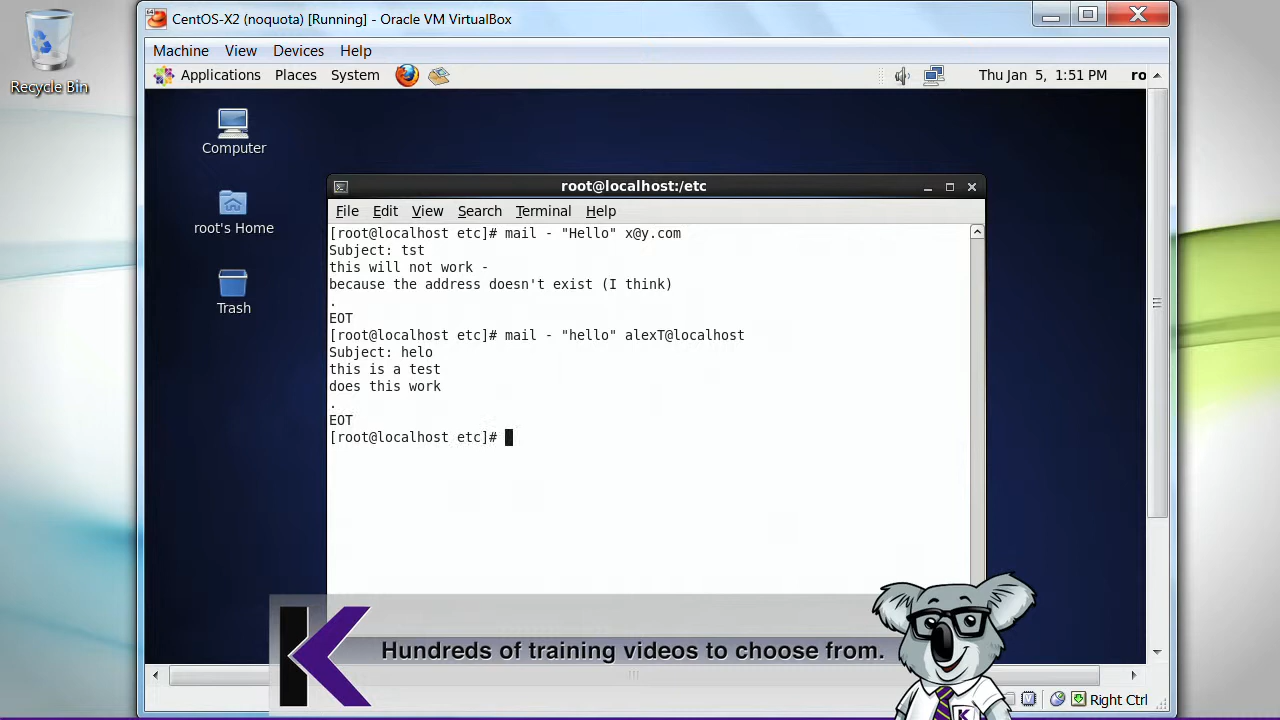 CentOS-X2 (noquota) [Running] - Oracle VM VirtualBox
Machine View Devices Help
Recycle Bin
Applications Places System Thu Jan 5, 1:51 PM ro
Computer
root's Home
Trash
root@localhost:/etc
File Edit View Search Terminal Help
[root@localhost etc]# mail - "Hello" x@y.com
Subject: tst
this will not work -
because the address doesn't exist (I think)
.
EOT
[root@localhost etc]# mail - "hello" alexT@localhost
Subject: helo
this is a test
does this work
.
EOT
[root@localhost etc]#
K Hundreds of training videos to choose from.
K
Right Ctrl